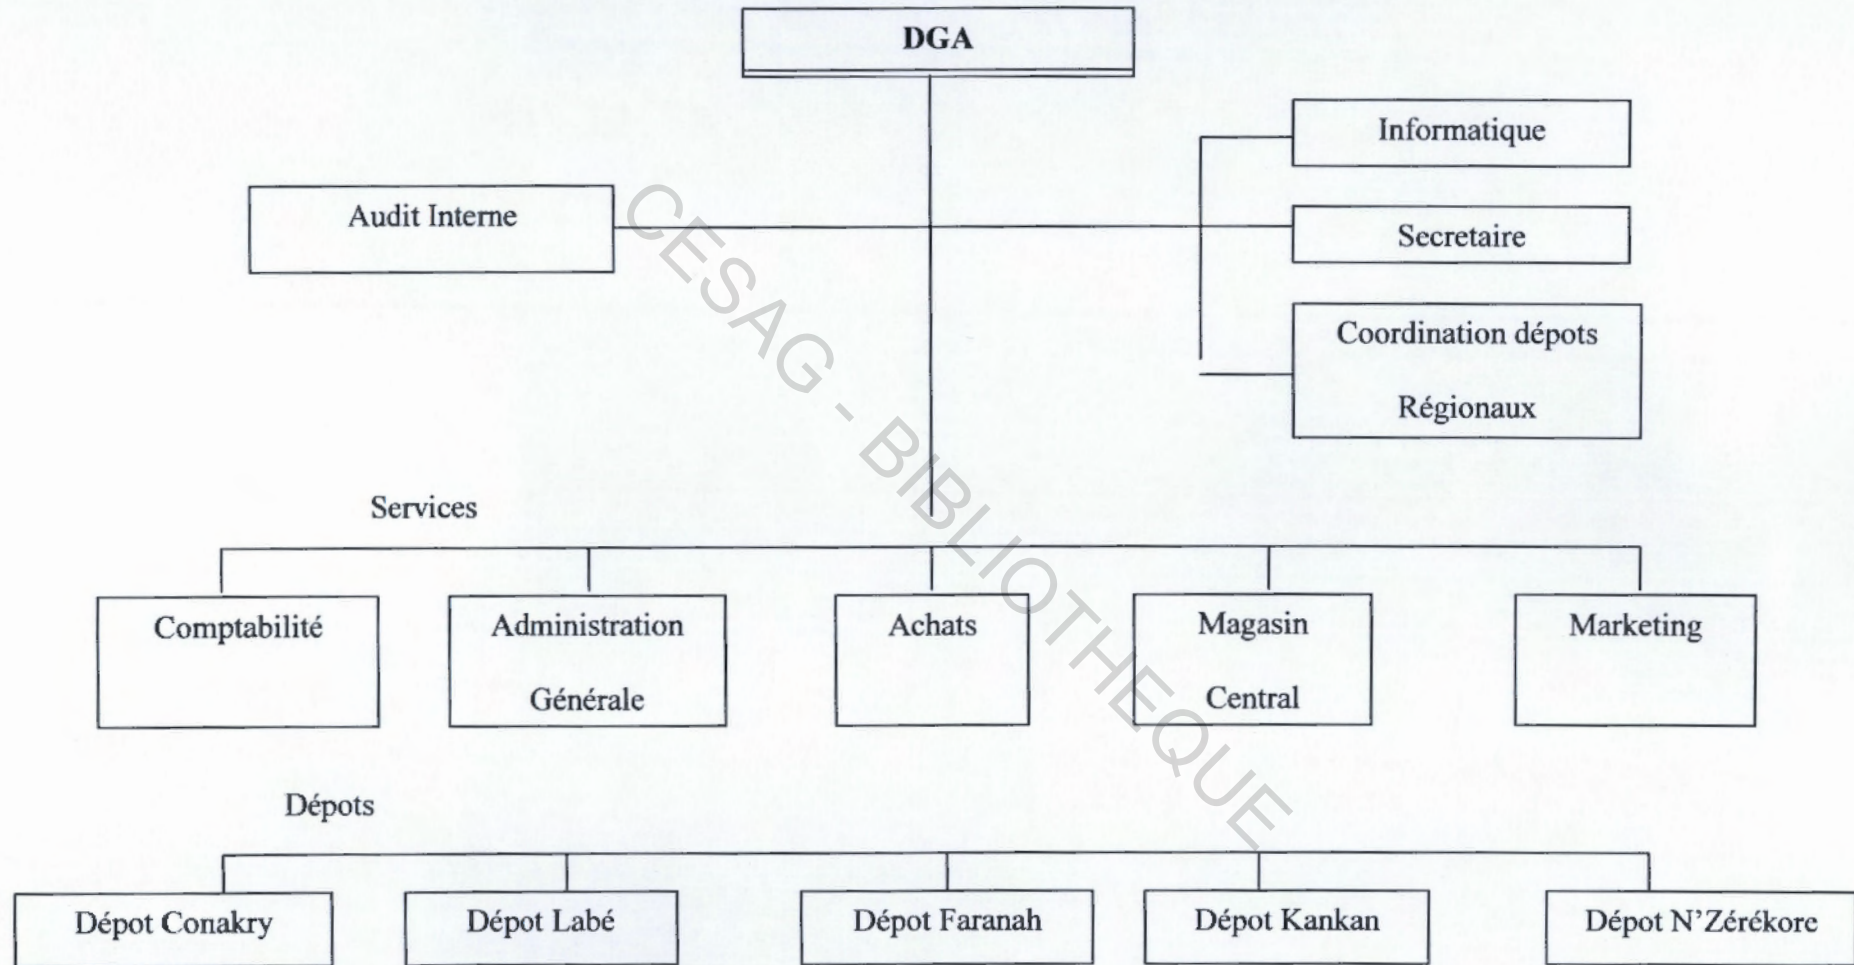 DGA
Informatique
Audit Interne
Secretaire
Coordination dépots
Régionaux
Services
Comptabilité
Administration
Générale
Achats
Magasin
Central
Marketing
Dépots
Dépot Conakry
Dépot Labé
Dépot Faranah
Dépot Kankan
Dépot N’Zérékore
CESAG - BIBLIOTHEQUE